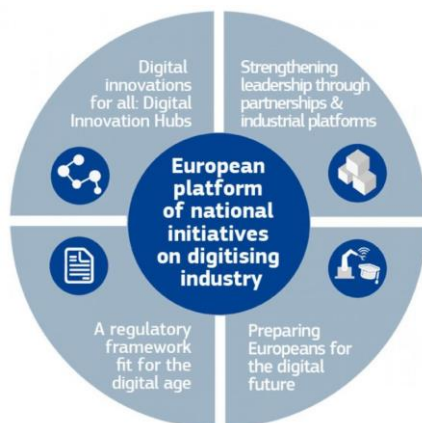 Digital
innovations
for all: Digital
Innovation Hubs
Strengthening
leadership through
partnerships &
industrial platforms
European
platform
of national
initiatives
on digitising
industry
A regulatory
framework
fit for the
digital age
Preparing
Europeans for
the digital
future